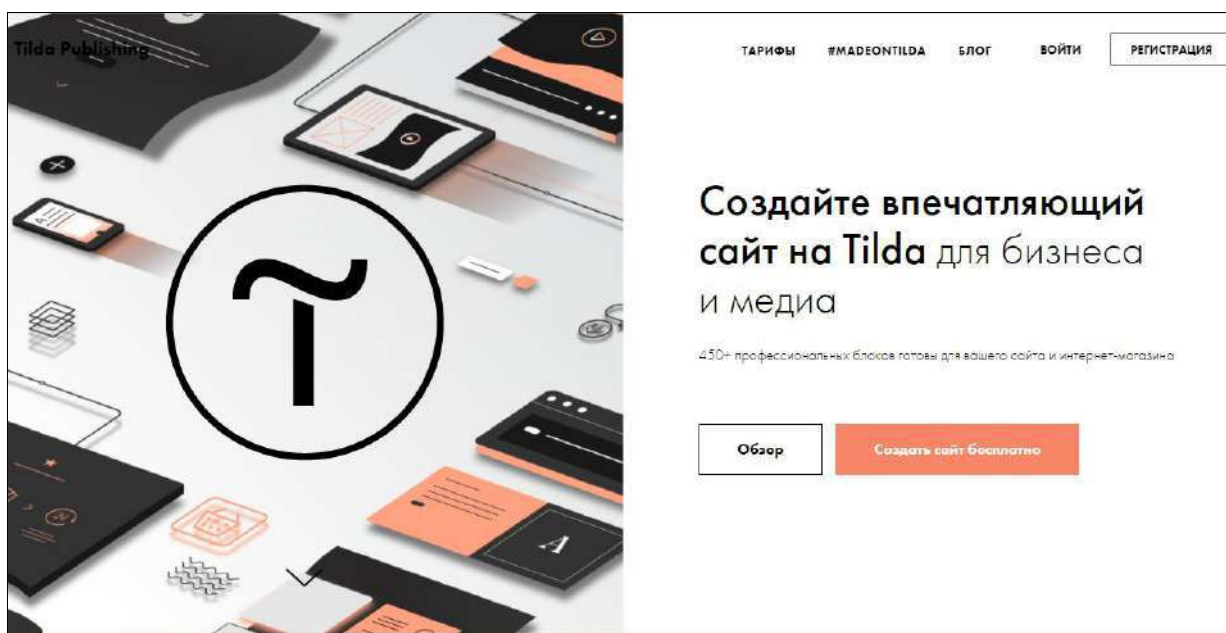 Tilda Publishing
ТАРИФЫ #MADEONTILDA БЛОГ ВОЙТИ РЕГИСТРАЦИЯ
Создайте впечатляющий
сайт на Tilda для бизнеса
и медиа
450+ профессиональных блоков готовы для вашего сайта и интернет-магазина
Обзор Создать сайт бесплатно
A
A